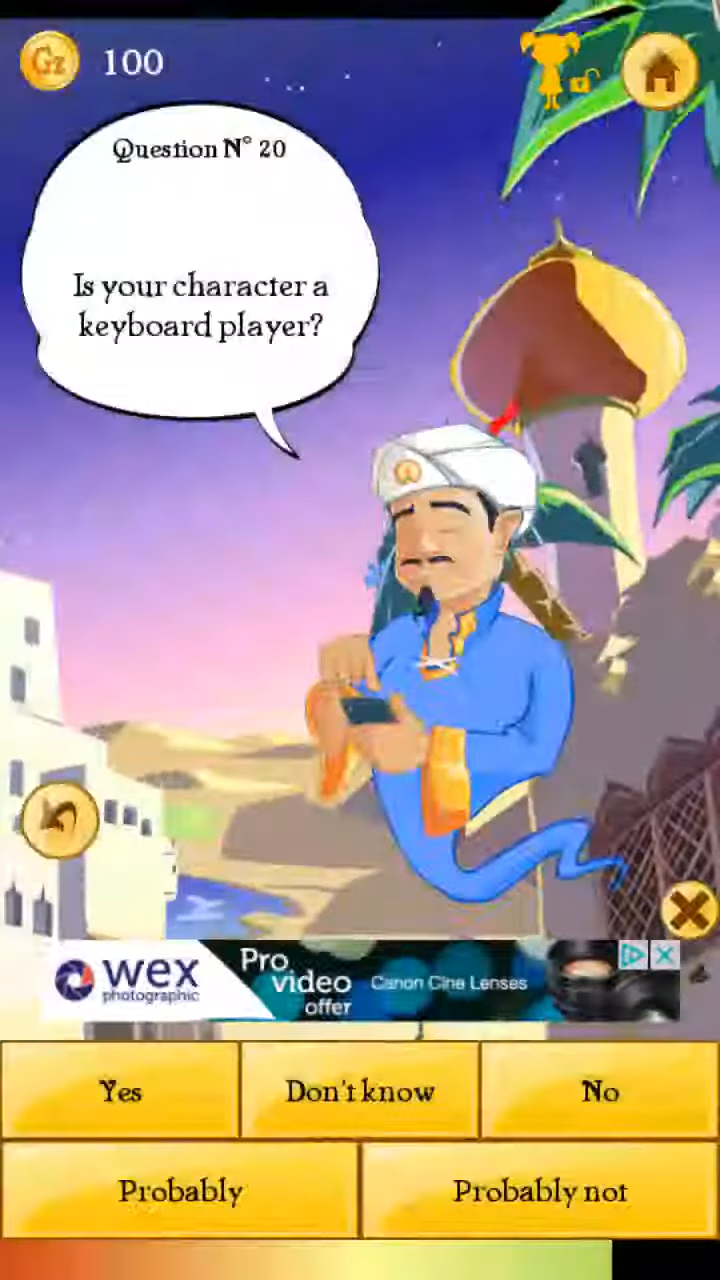 Gz 100
Question N° 20
Is your character a
keyboard player?
wex
photographic
Pro
video
offer
Canon Cine Lenses
Yes
Don't know
No
Probably
Probably not